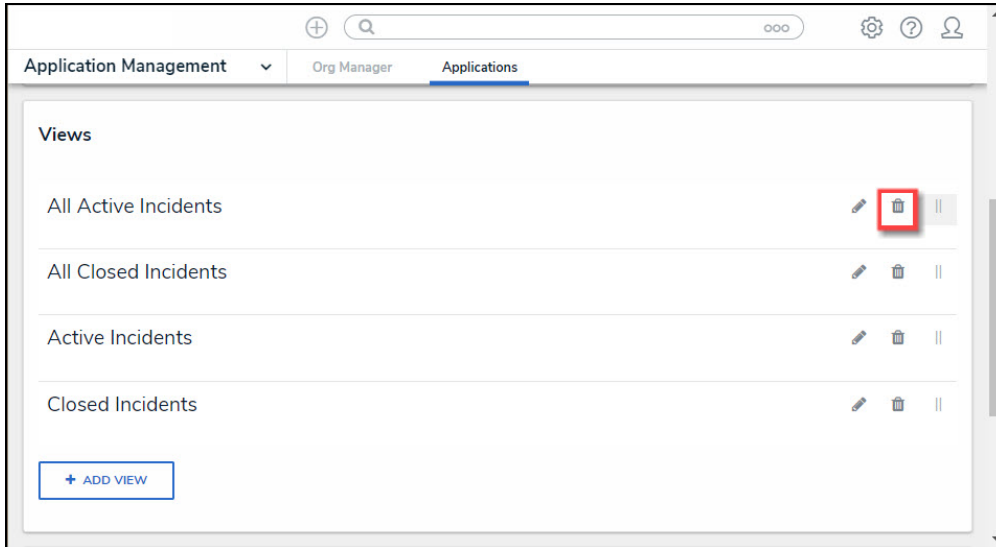 Application Management
Org Manager
Applications
Views
All Active Incidents
All Closed Incidents
Active Incidents
Closed Incidents
+ ADD VIEW